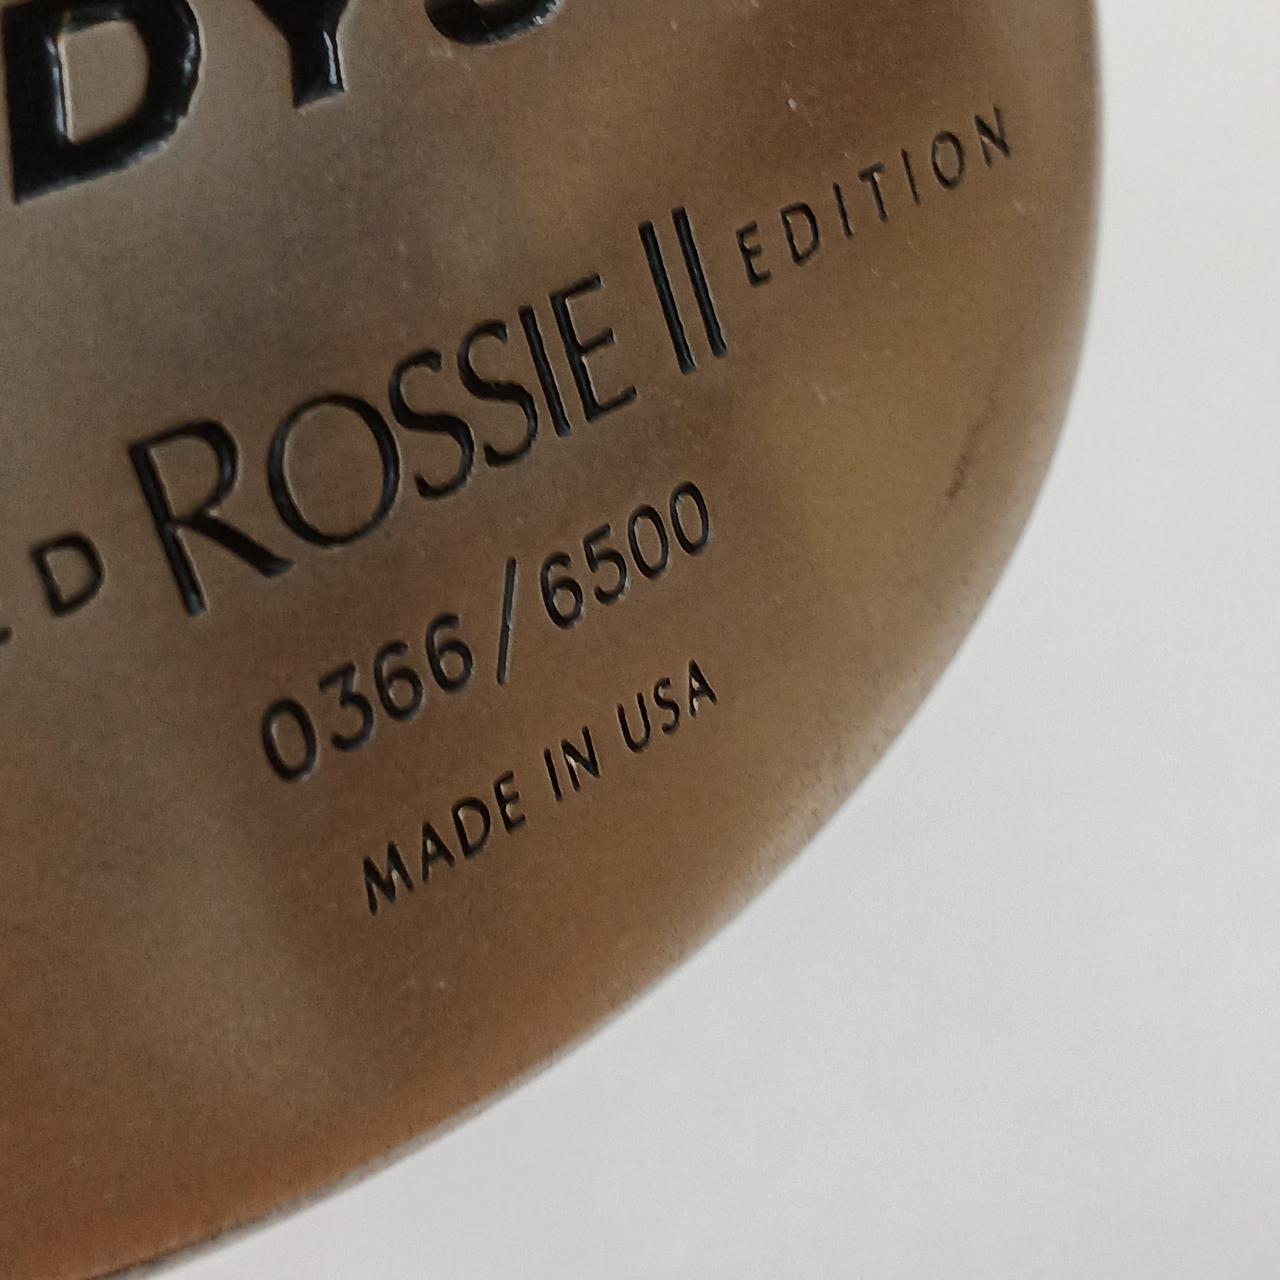 ROSSIE II EDITION
0366/6500
MADE IN USA